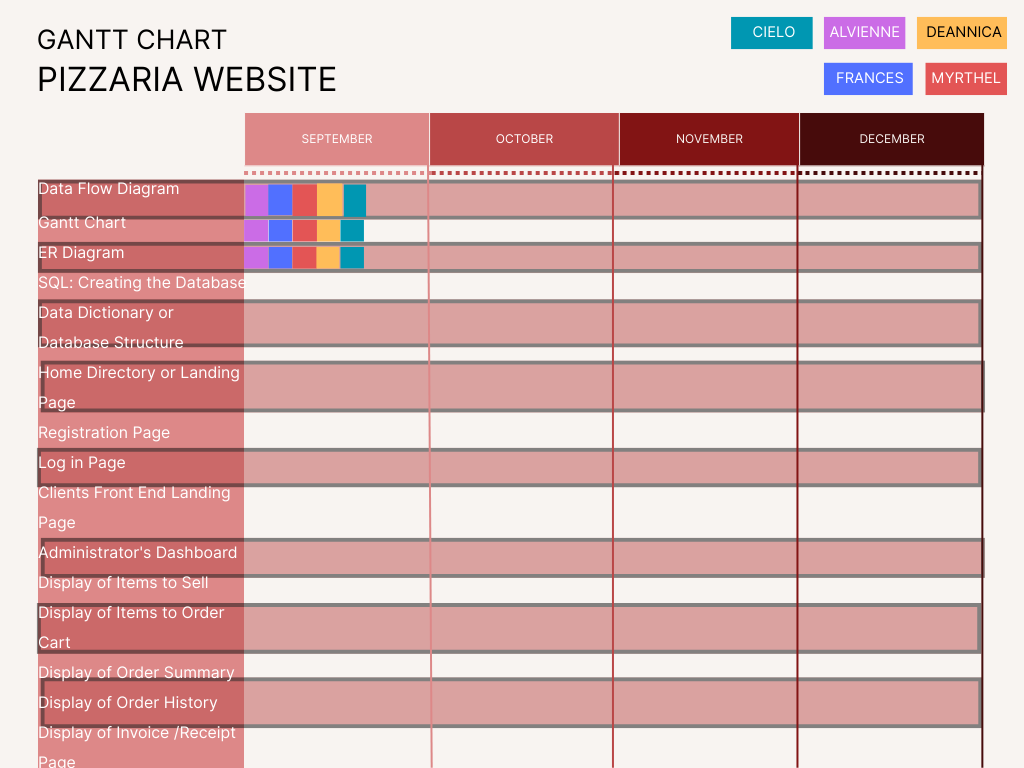 GANTT CHART
PIZZARIA WEBSITE
CIELO
ALVIENNE
DEANNICA
FRANCES
MYRTHEL
SEPTEMBER
OCTOBER
NOVEMBER
DECEMBER
Data Flow Diagram
Gantt Chart
ER Diagram
SQL: Creating the Database
Data Dictionary or
Database Structure
Home Directory or Landing
Page
Registration Page
Log in Page
Clients Front End Landing
Page
Administrator's Dashboard
Display of Items to Sell
Display of Items to Order
Cart
Display of Order Summary
Display of Order History
Display of Invoice /Receipt
Page